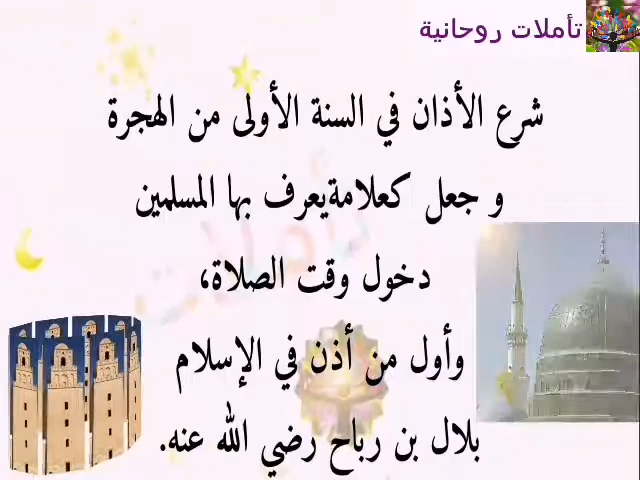 تأملات روحانية
شرع الأذان في السنة الأولى من الهجرة
و جعل كعلامةيعرف بها المسلمين
دخول وقت الصلاة،
وأول من أذن في الإسلام
بلال بن رباح رضي الله عنه.